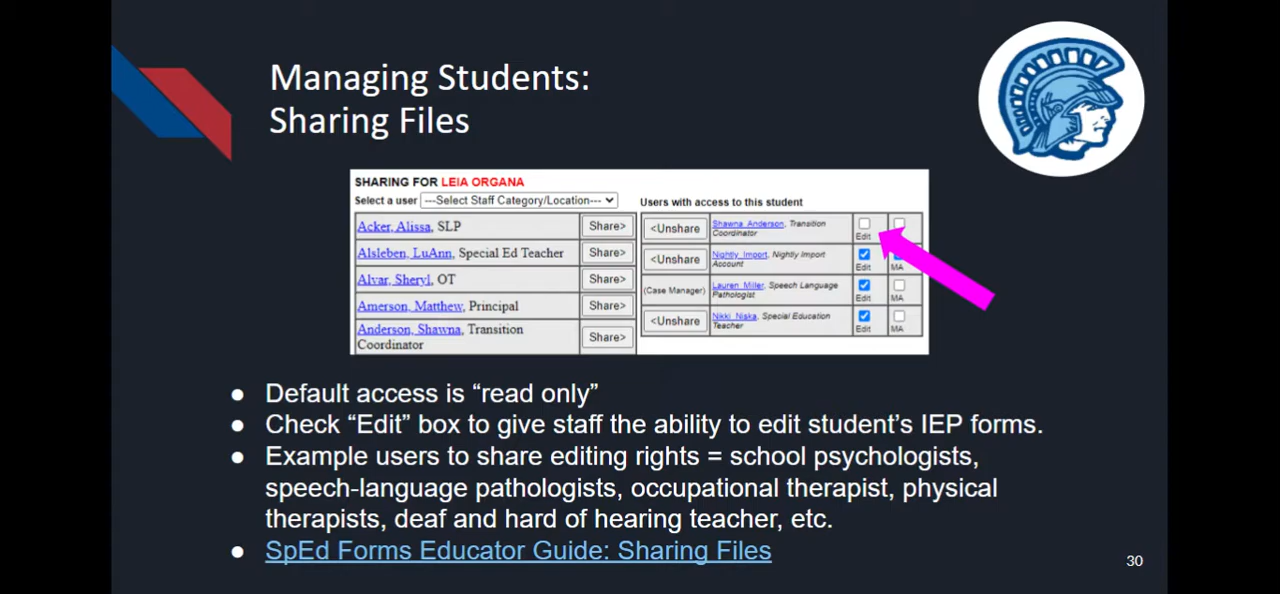 Managing Students:
Sharing Files
SHARING FOR LEIA ORGANA
Select a user ---Select Staff Category/Location---
Acker, Alissa, SLP Share>
Alsleben, LuAnn, Special Ed Teacher Share>
Alvar, Sheryl, OT Share>
Amerson, Matthew, Principal Share>
Anderson, Shawna, Transition
Coordinator Share>
Users with access to this student
<Unshare Shawna Anderson, Transition
Coordinator Edit
<Unshare Nightly Import, Nightly Import
Account Edit MA
(Case Manager) Lauren Miller, Speech Language
Pathologist Edit MA
<Unshare Nikki Niska, Special Education
Teacher Edit MA
● Default access is “read only”
● Check “Edit” box to give staff the ability to edit student’s IEP forms.
● Example users to share editing rights = school psychologists,
speech-language pathologists, occupational therapist, physical
therapists, deaf and hard of hearing teacher, etc.
● SpEd Forms Educator Guide: Sharing Files
30